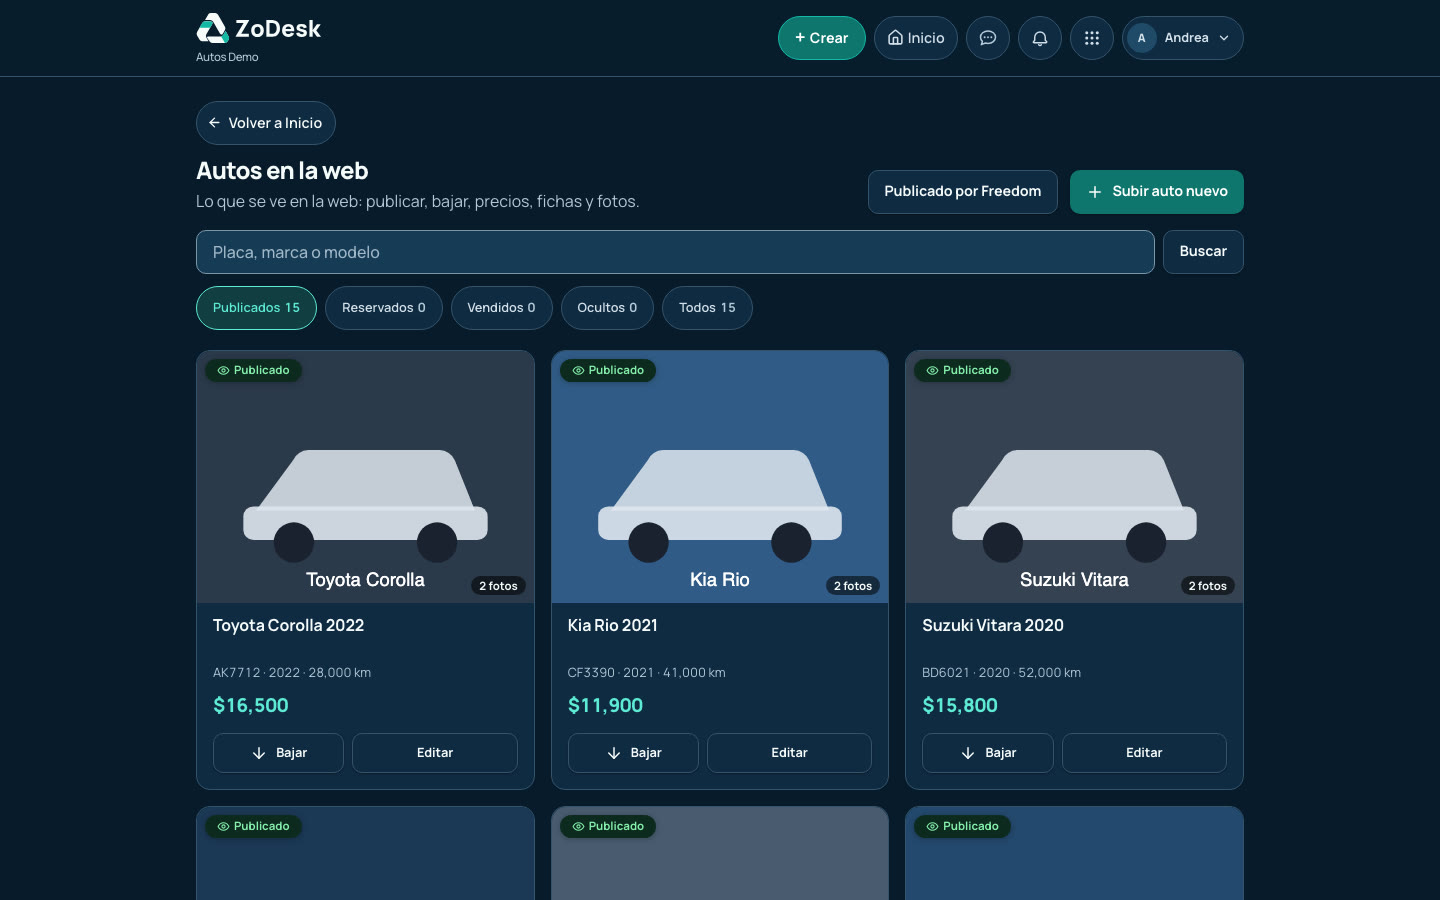 ZoDesk
Autos Demo
+ Crear
Inicio
A
Andrea
Volver a Inicio
Autos en la web
Lo que se ve en la web: publicar, bajar, precios, fichas y fotos.
Publicado por Freedom
+ Subir auto nuevo
Placa, marca o modelo
Buscar
Publicados 15
Reservados 0
Vendidos 0
Ocultos 0
Todos 15
Publicado
Toyota Corolla
2 fotos
Toyota Corolla 2022
AK7712 · 2022 · 28,000 km
$16,500
Bajar
Editar
Publicado
Kia Rio
2 fotos
Kia Rio 2021
CF3390 · 2021 · 41,000 km
$11,900
Bajar
Editar
Publicado
Suzuki Vitara
2 fotos
Suzuki Vitara 2020
BD6021 · 2020 · 52,000 km
$15,800
Bajar
Editar
Publicado
Publicado
Publicado